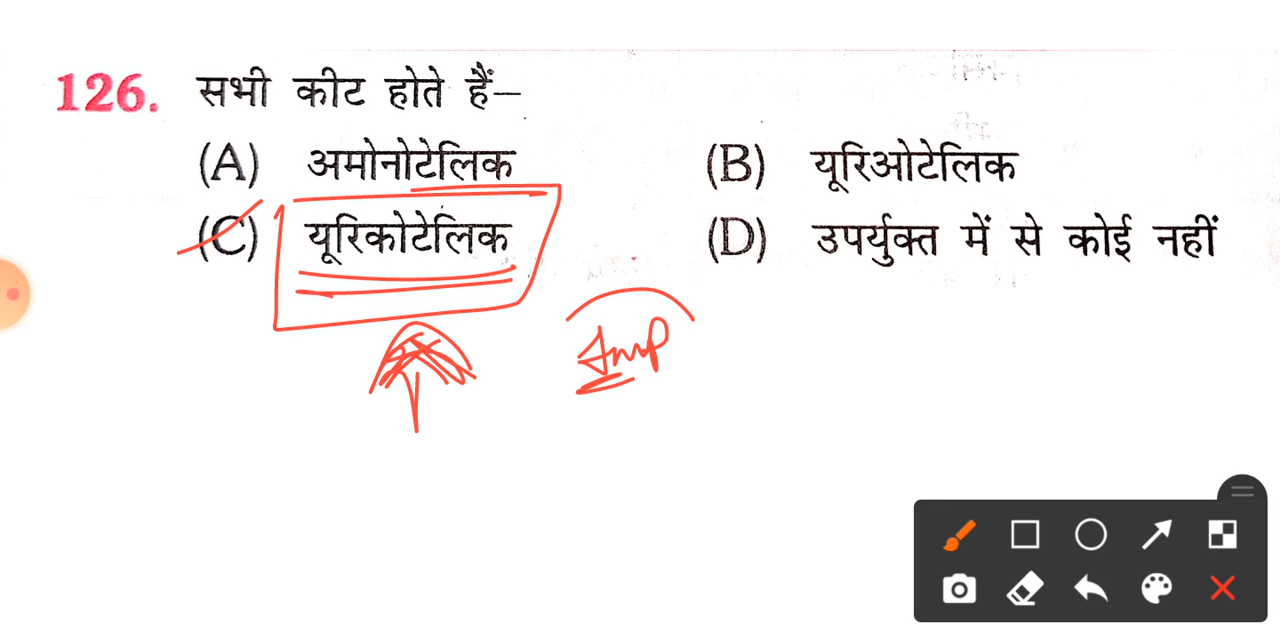 126. सभी कीट होते हैं–
(A) अमोनोटेलिक (B) यूरिओटेलिक
(C) यूरिकोटेलिक (D) उपर्युक्त में से कोई नहीं
Imp